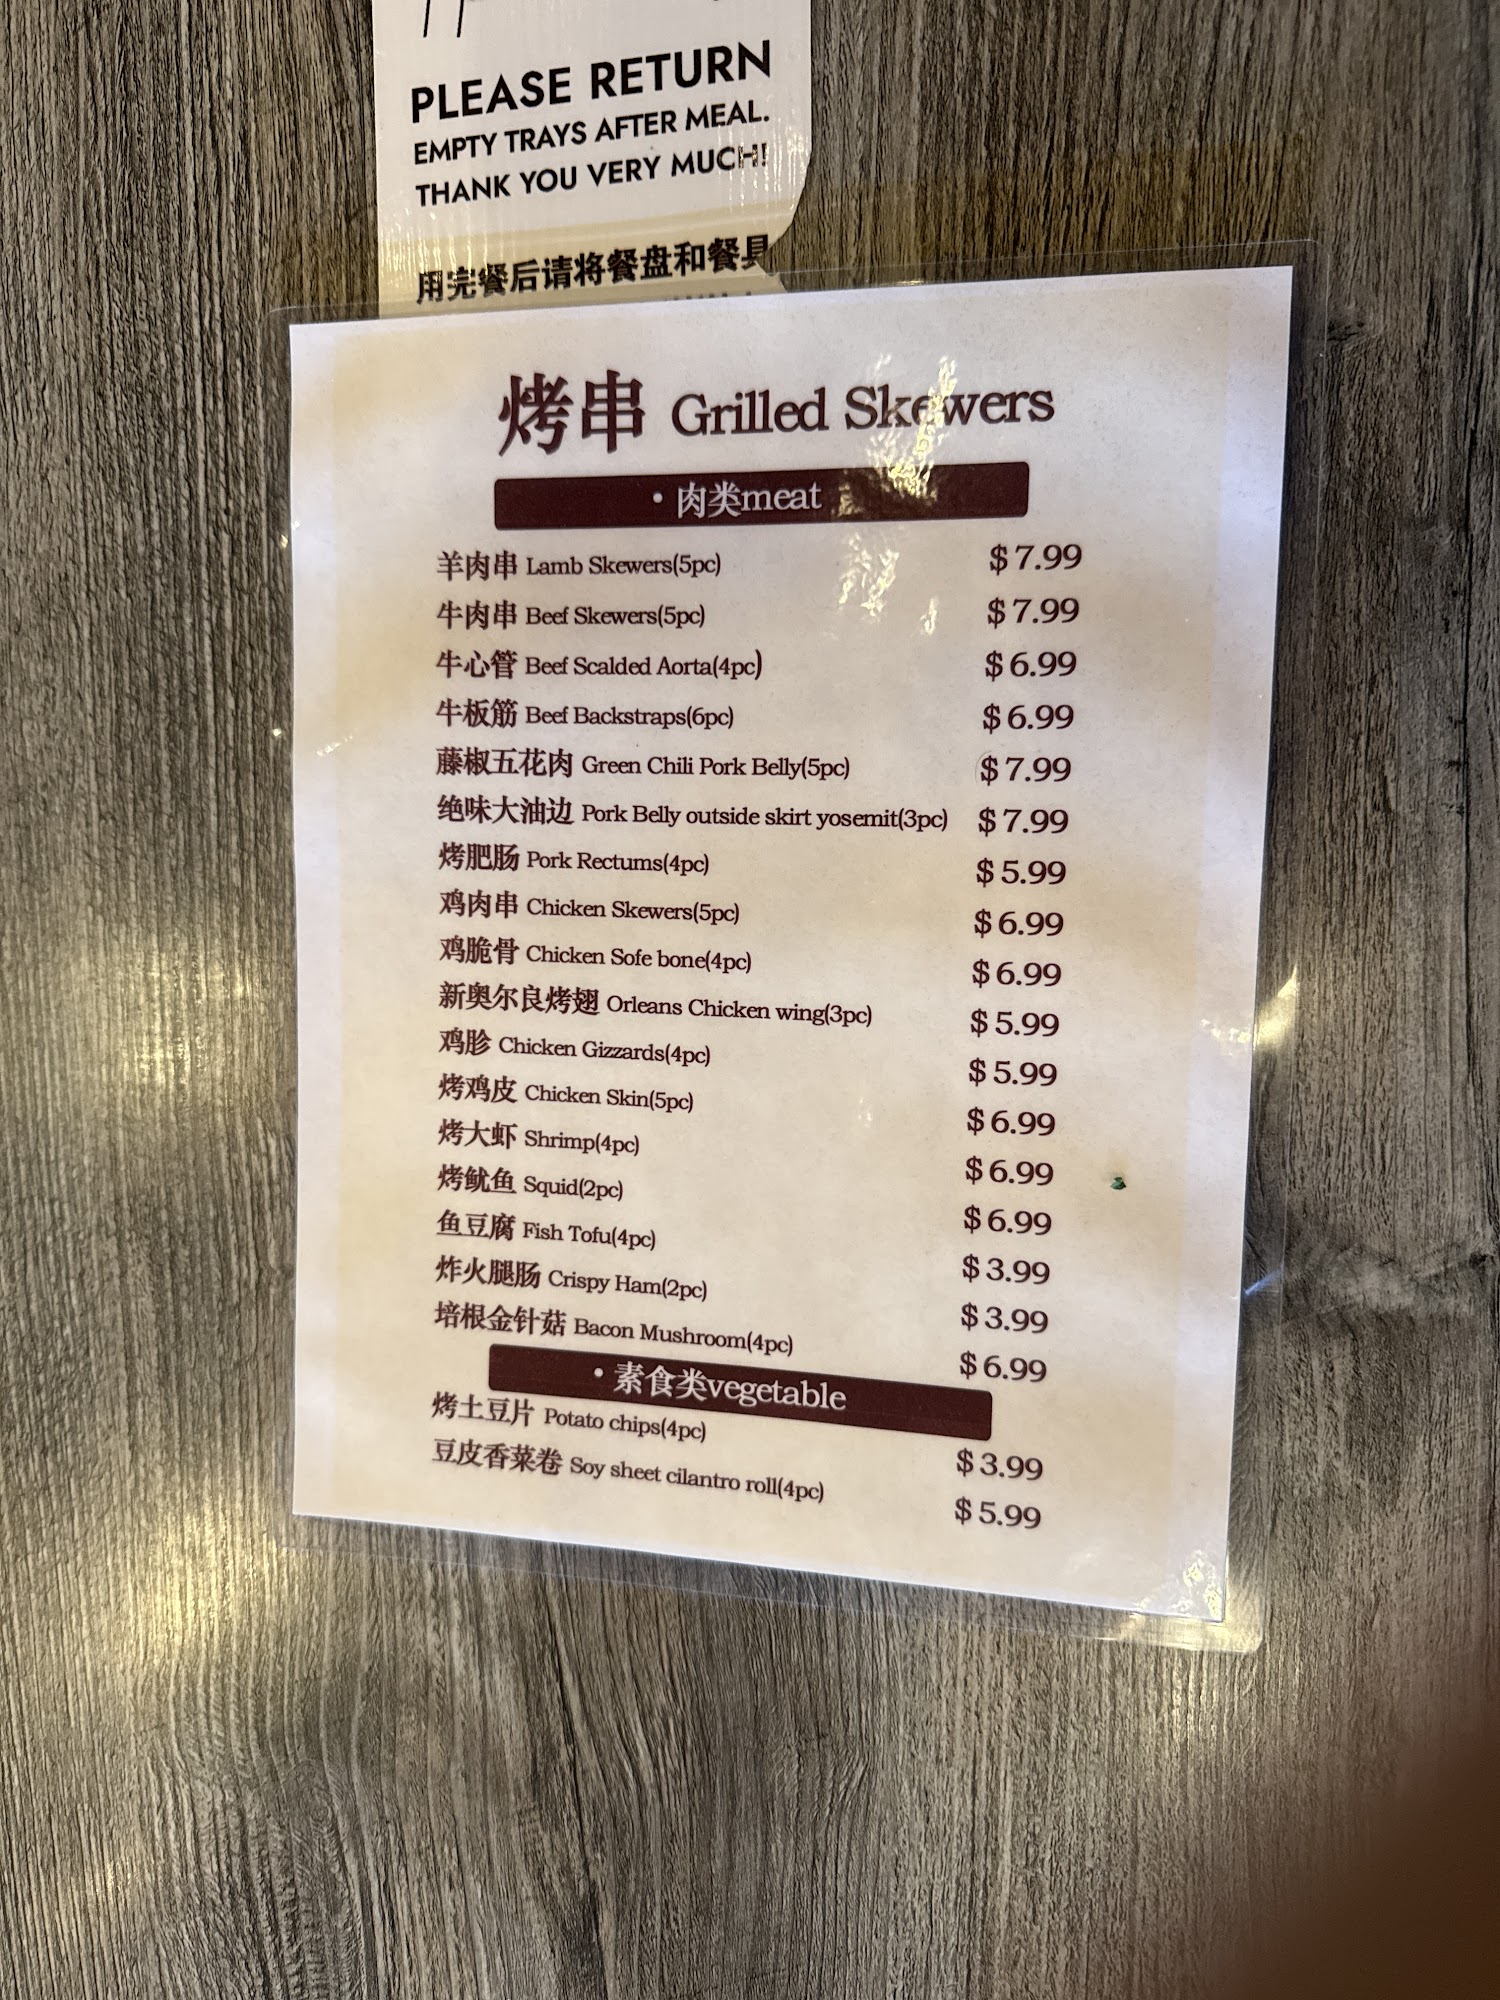 PLEASE RETURN
EMPTY TRAYS AFTER MEAL.
THANK YOU VERY MUCH!
用完餐后请将餐盘和餐具
烤串 Grilled Skewers
· 肉类meat
羊肉串 Lamb Skewers(5pc) $7.99
牛肉串 Beef Skewers(5pc) $7.99
牛心管 Beef Scalded Aorta(4pc) $6.99
牛板筋 Beef Backstraps(6pc) $6.99
藤椒五花肉 Green Chili Pork Belly(5pc) $7.99
绝味大油边 Pork Belly outside skirt yosemit(3pc) $7.99
烤肥肠 Pork Rectums(4pc) $5.99
鸡肉串 Chicken Skewers(5pc) $6.99
鸡脆骨 Chicken Sofe bone(4pc) $6.99
新奥尔良烤翅 Orleans Chicken wing(3pc) $5.99
鸡胗 Chicken Gizzards(4pc) $5.99
烤鸡皮 Chicken Skin(5pc) $6.99
烤大虾 Shrimp(4pc) $6.99
烤鱿鱼 Squid(2pc) $6.99
鱼豆腐 Fish Tofu(4pc) $3.99
炸火腿肠 Crispy Ham(2pc) $3.99
培根金针菇 Bacon Mushroom(4pc) $6.99
· 素食类vegetable
烤土豆片 Potato chips(4pc) $3.99
豆皮香菜卷 Soy sheet cilantro roll(4pc) $5.99